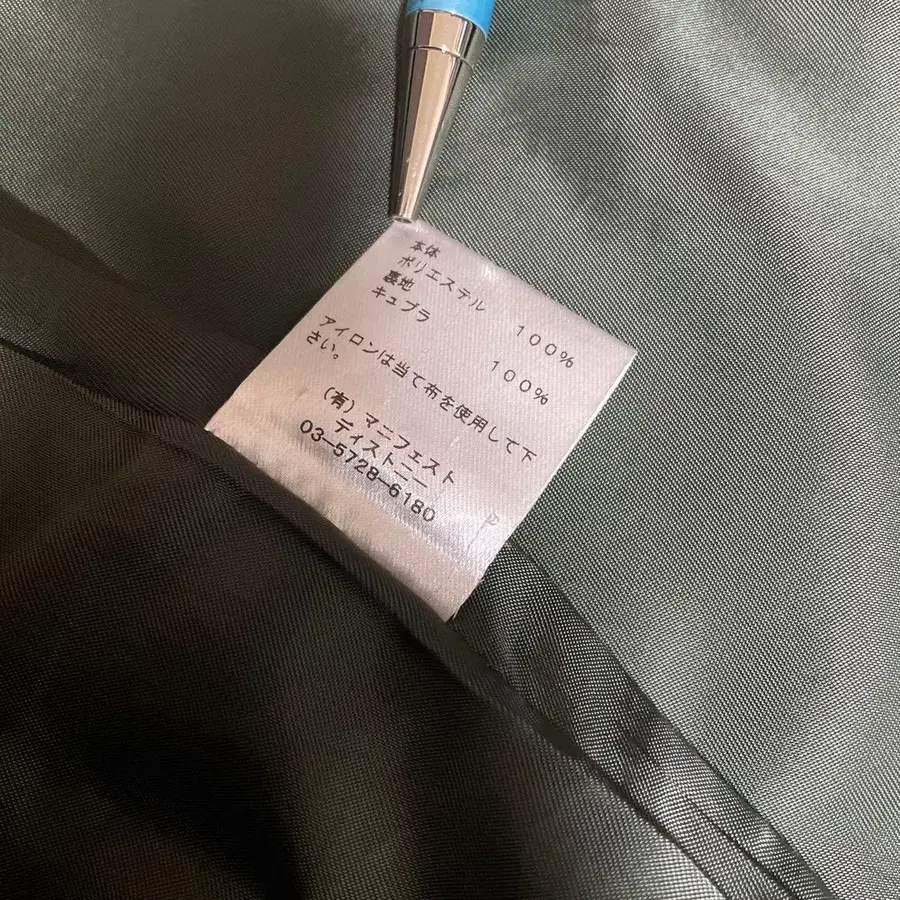 本体
ポリエステル 100%
裏地
キュプラ 100%
アイロンは当て布を使用して下
さい。
(有)マニフェスト
ディストニー
03-5728-6180